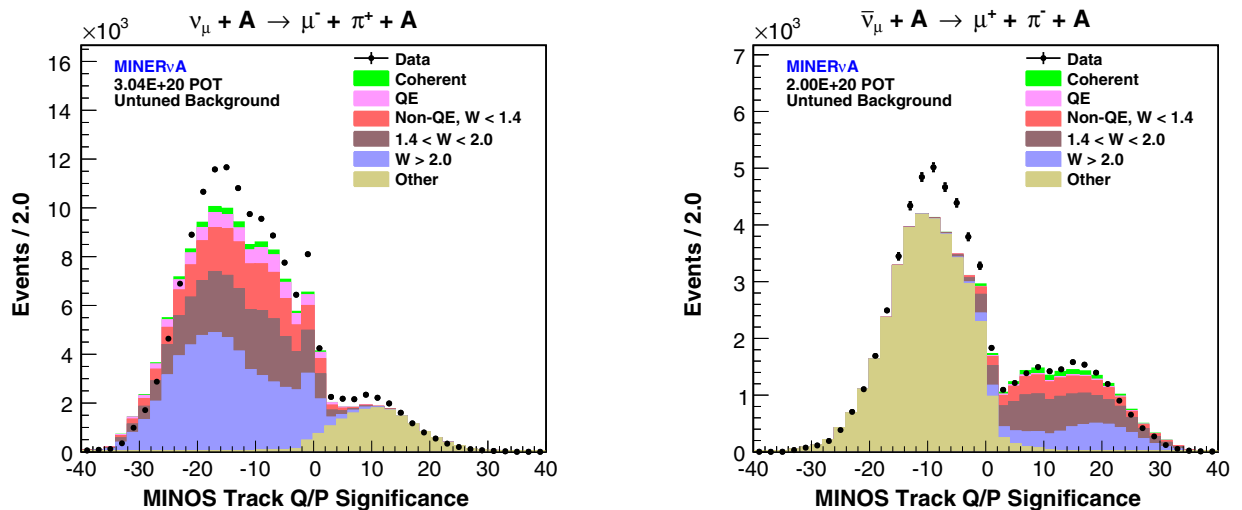 ν_μ + A → μ⁻ + π⁺ + A
×10³
16
14
12
10
8
6
4
2
0
Events / 2.0
MINERνA
3.04E+20 POT
Untuned Background
Data
Coherent
QE
Non-QE, W < 1.4
1.4 < W < 2.0
W > 2.0
Other
-40 -30 -20 -10 0 10 20 30 40
MINOS Track Q/P Significance
ν̅_μ + A → μ⁺ + π⁻ + A
×10³
7
6
5
4
3
2
1
0
Events / 2.0
MINERνA
2.00E+20 POT
Untuned Background
Data
Coherent
QE
Non-QE, W < 1.4
1.4 < W < 2.0
W > 2.0
Other
-40 -30 -20 -10 0 10 20 30 40
MINOS Track Q/P Significance